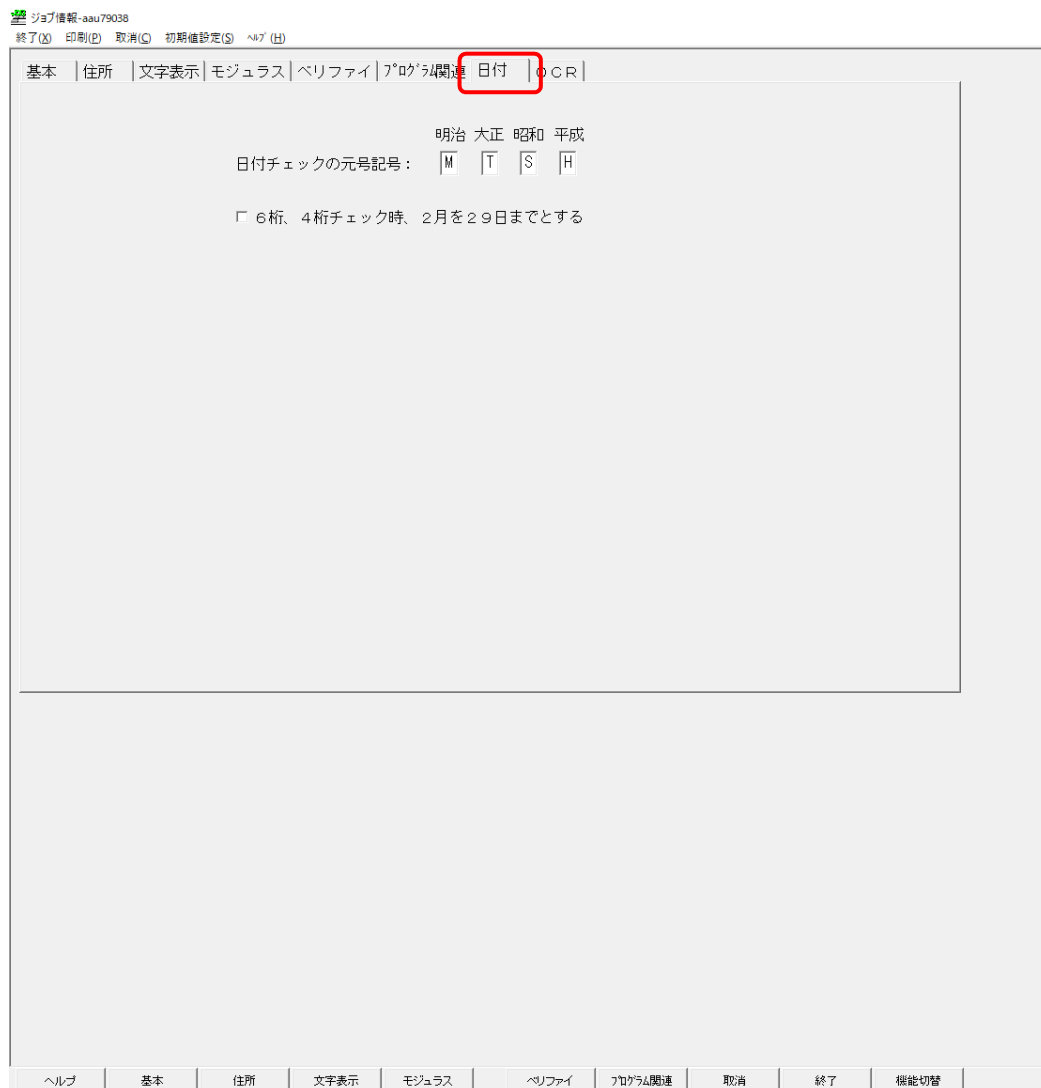 ジョブ情報-aau79038
終了(X) 印刷(P) 取消(C) 初期値設定(S) ﾍﾙﾌﾟ(H)
基本 住所 文字表示 モジュラス ベリファイ ﾌﾟﾛｸﾞﾗﾑ関連 日付 ＯＣＲ
明治 大正 昭和 平成
日付チェックの元号記号： M T S H
６桁、４桁チェック時、２月を２９日までとする
ヘルプ 基本 住所 文字表示 モジュラス ベリファイ ﾌﾟﾛｸﾞﾗﾑ関連 取消 終了 機能切替